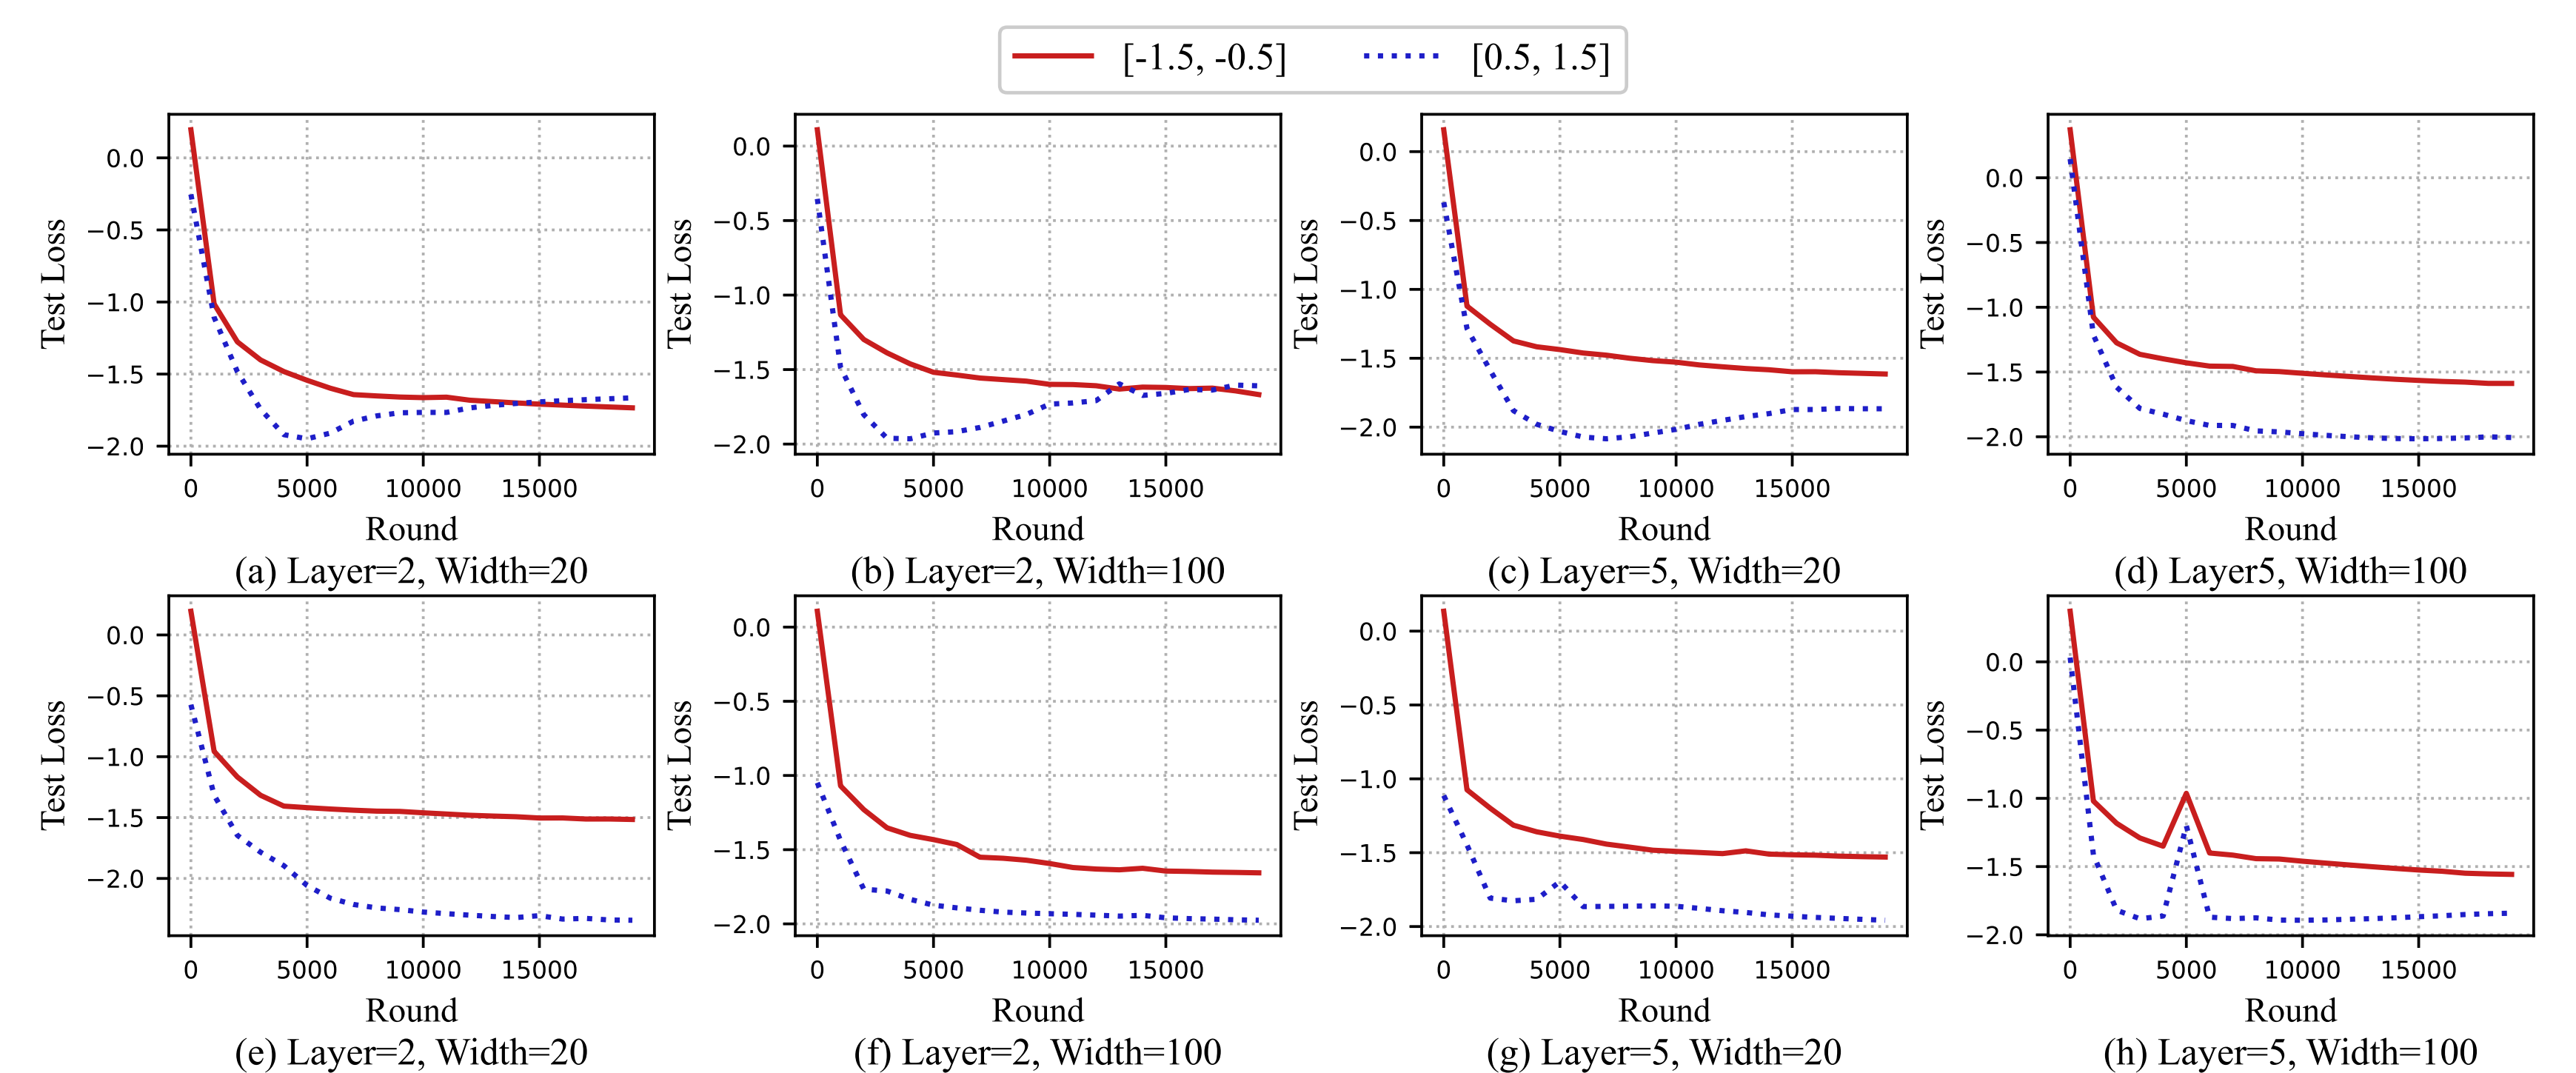 [-1.5, -0.5] [0.5, 1.5]
Test Loss
0.0
−0.5
−1.0
−1.5
−2.0
0 5000 10000 15000
Round
(a) Layer=2, Width=20
Test Loss
0.0
−0.5
−1.0
−1.5
−2.0
0 5000 10000 15000
Round
(b) Layer=2, Width=100
Test Loss
0.0
−0.5
−1.0
−1.5
−2.0
0 5000 10000 15000
Round
(c) Layer=5, Width=20
Test Loss
0.0
−0.5
−1.0
−1.5
−2.0
0 5000 10000 15000
Round
(d) Layer5, Width=100
Test Loss
0.0
−0.5
−1.0
−1.5
−2.0
0 5000 10000 15000
Round
(e) Layer=2, Width=20
Test Loss
0.0
−0.5
−1.0
−1.5
−2.0
0 5000 10000 15000
Round
(f) Layer=2, Width=100
Test Loss
0.0
−0.5
−1.0
−1.5
−2.0
0 5000 10000 15000
Round
(g) Layer=5, Width=20
Test Loss
0.0
−0.5
−1.0
−1.5
−2.0
0 5000 10000 15000
Round
(h) Layer=5, Width=100